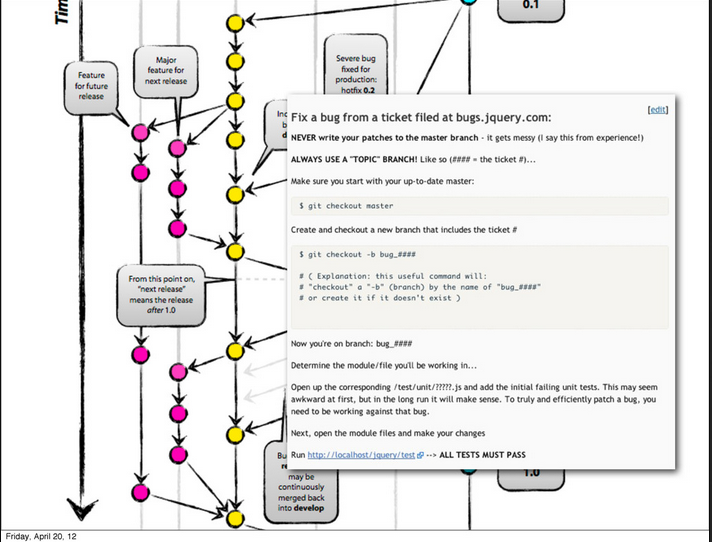 Tim
0.1
Feature
for future
release
Major
feature for
next release
Severe bug
fixed for
production:
hotfix 0.2
Inc
b
d
[edit]
Fix a bug from a ticket filed at bugs.jquery.com:
NEVER write your patches to the master branch - it gets messy (I say this from experience!)
ALWAYS USE A "TOPIC" BRANCH! Like so (#### = the ticket #)...
Make sure you start with your up-to-date master:
$ git checkout master
Create and checkout a new branch that includes the ticket #
$ git checkout -b bug_####
# ( Explanation: this useful command will:
# "checkout" a "-b" (branch) by the name of "bug_####"
# or create it if it doesn't exist )
From this point on,
"next release"
means the release
after 1.0
Now you're on branch: bug_####
Determine the module/file you'll be working in...
Open up the corresponding /test/unit/?????.js and add the initial failing unit tests. This may seem
awkward at first, but in the long run it will make sense. To truly and efficiently patch a bug, you
need to be working against that bug.
Next, open the module files and make your changes
Run http://localhost/jquery/test --> ALL TESTS MUST PASS
Bu
re
may be
continuously
merged back
into develop
1.0
Friday, April 20, 12